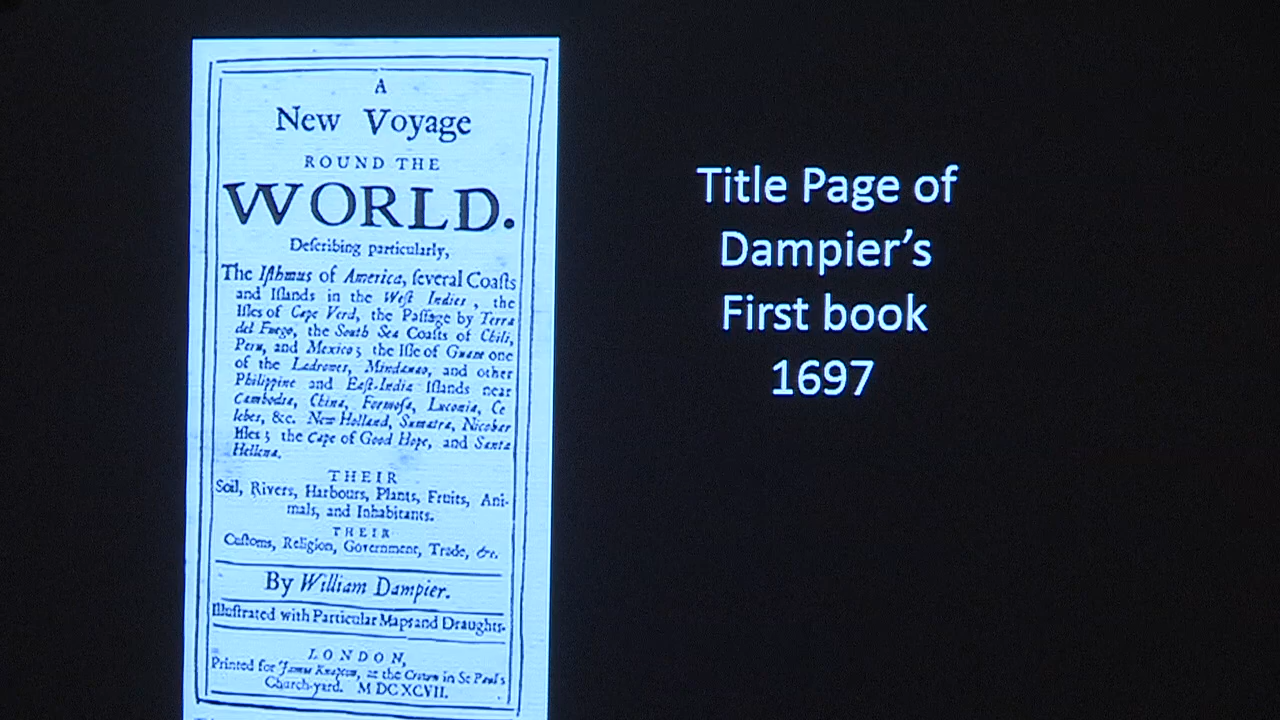 A
New Voyage
ROUND THE
WORLD.
Deſcribing particularly,
The Iſthmus of America, ſeveral Coaſts
and Iſlands in the Weſt Indies, the
Iſles of Cape Verd, the Paſſage by Terra
del Fuego, the South Sea Coaſts of Chili,
Peru, and Mexico; the Iſle of Guam one
of the Ladrones, Mindanao, and other
Philippine and Eaſt-India Iſlands near
Cambodia, China, Formoſa, Luconia, Ce
lebes, &c. New Holland, Sumatra, Nicobar
Iſles; the Cape of Good Hope, and Santa
Hellena.
THEIR
Soil, Rivers, Harbours, Plants, Fruits, Ani-
mals, and Inhabitants.
THEIR
Cuſtoms, Religion, Government, Trade, &c.
By William Dampier.
Illuſtrated with Particular Maps and Draughts.
LONDON,
Printed for James Knapton, at the Crown in St Paul's
Church-yard. M DC XCVII.
Title Page of
Dampier’s
First book
1697